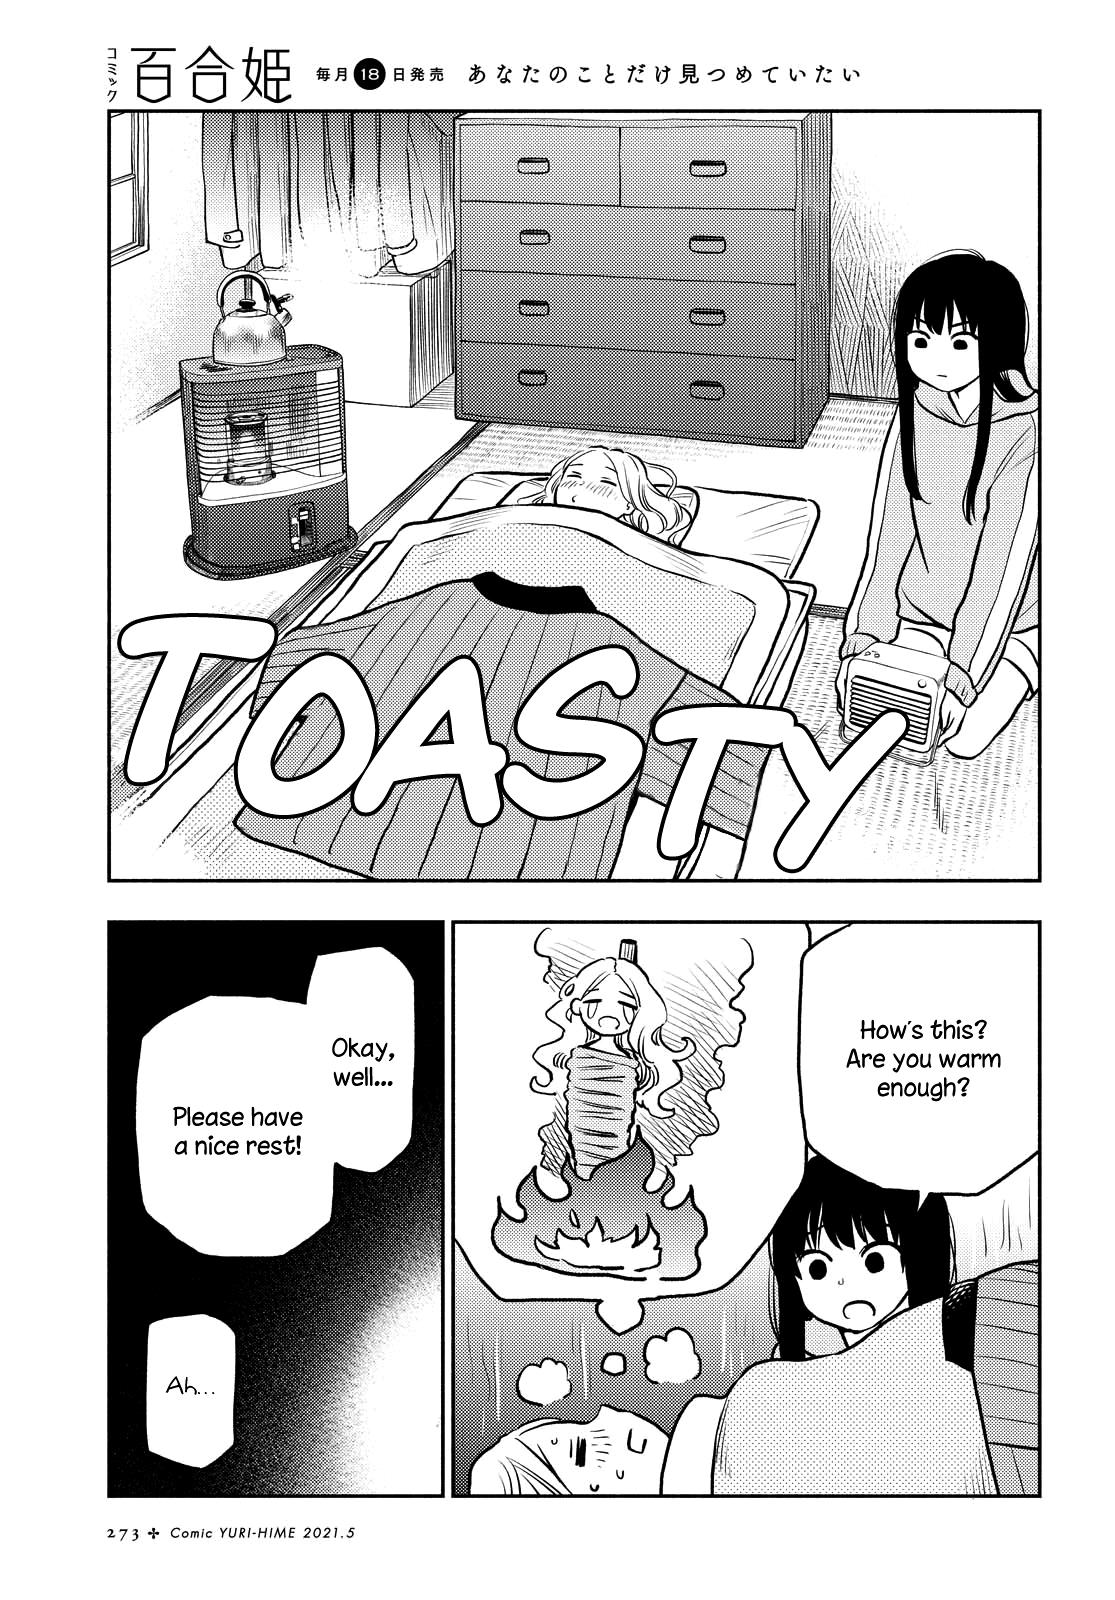 コミック百合姫 毎月18日発売 あなたのことだけ見つめていたい
TOASTY
How's this?
Are you warm
enough?
Okay,
well...
Please have
a nice rest!
Ah...
273 ✢ Comic YURI-HIME 2021.5